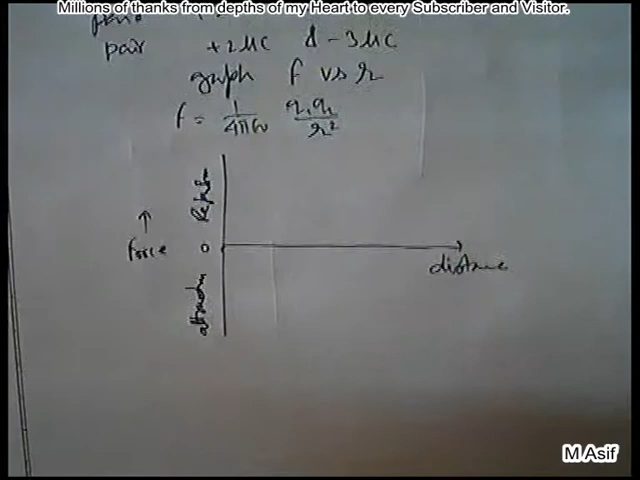 Millions of thanks from depths of my Heart to every Subscriber and Visitor.
pair +2μC d -3μC
graph f vs r
f = 1/4πε0 q1q2/r²
Repulsn
↑
force 0
distance
attraction
M Asif